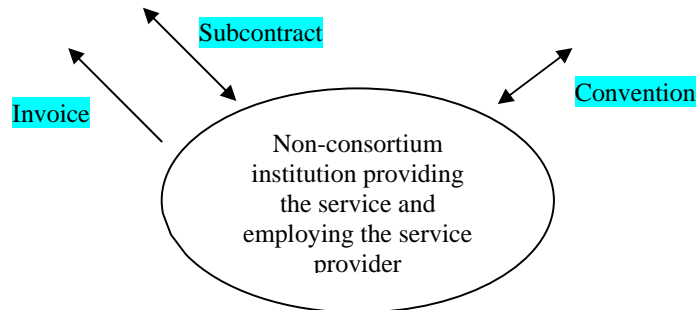 Subcontract
Convention
Invoice
Non-consortium
institution providing
the service and
employing the service
provider